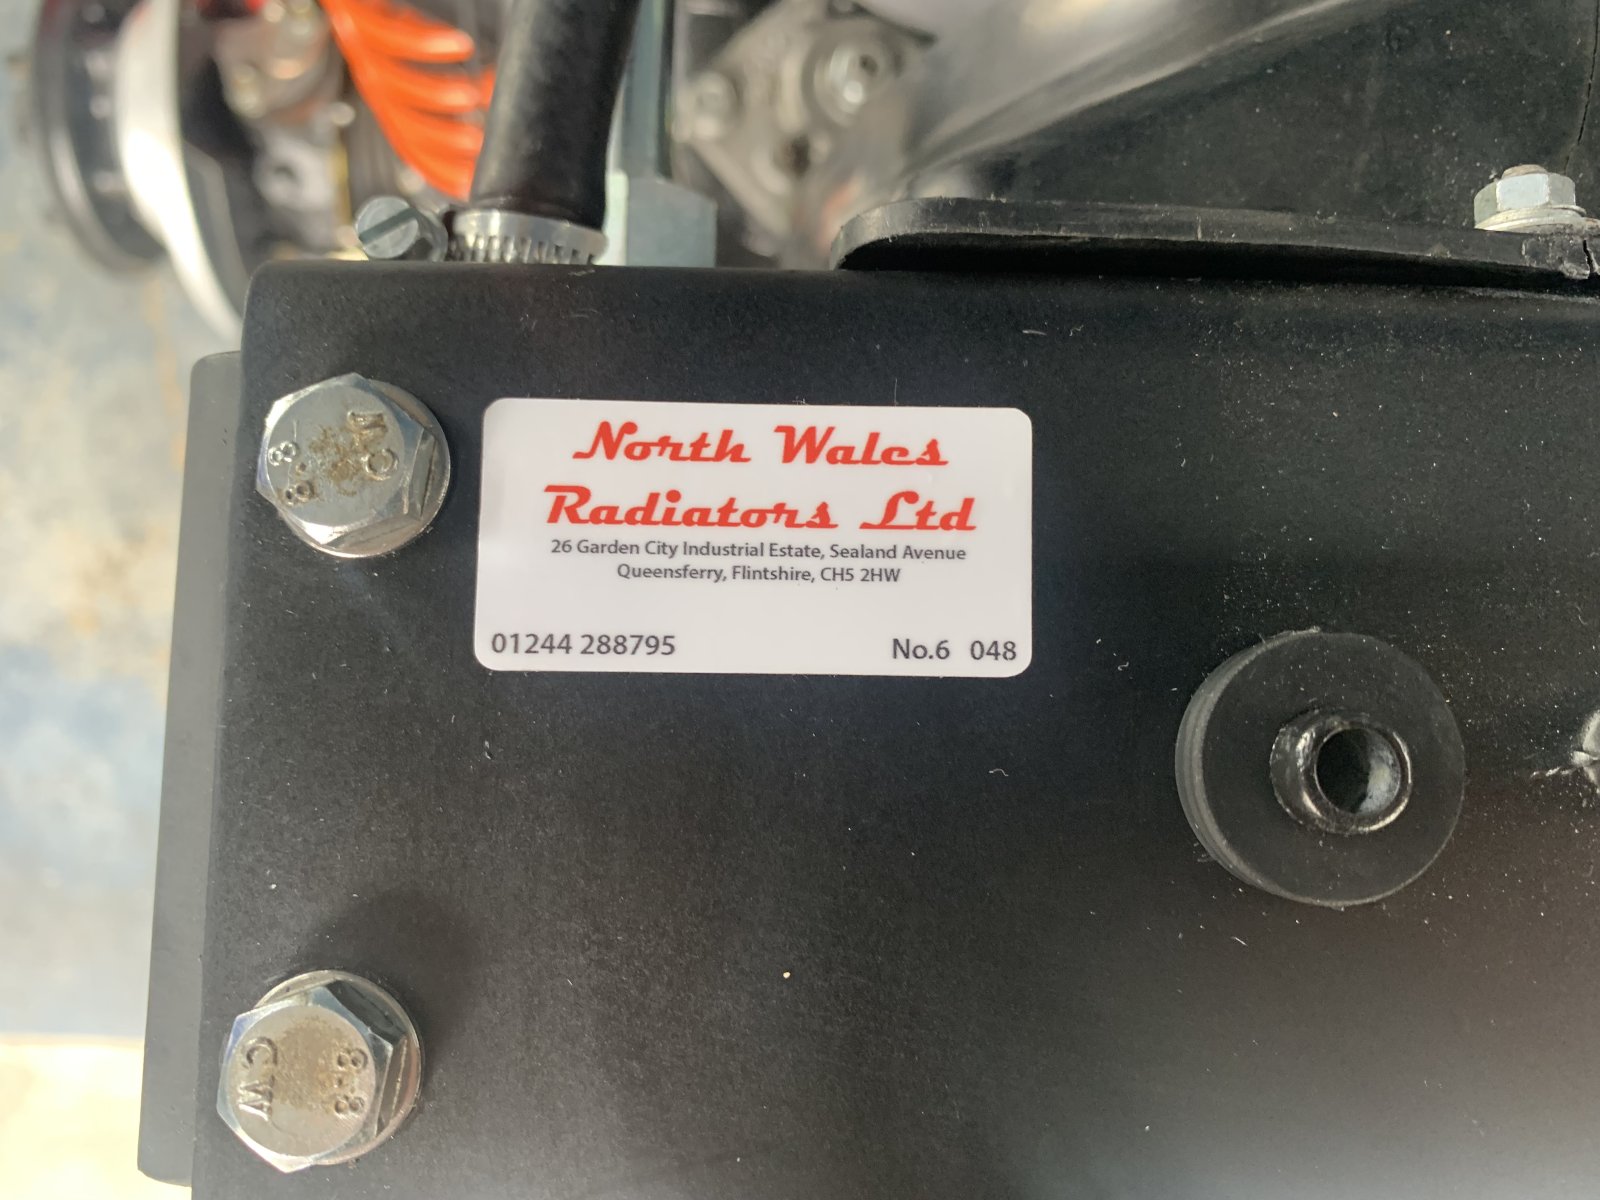 North Wales
Radiators Ltd
26 Garden City Industrial Estate, Sealand Avenue
Queensferry, Flintshire, CH5 2HW
01244 288795 No.6 048
8.8
CW
8.8
CW